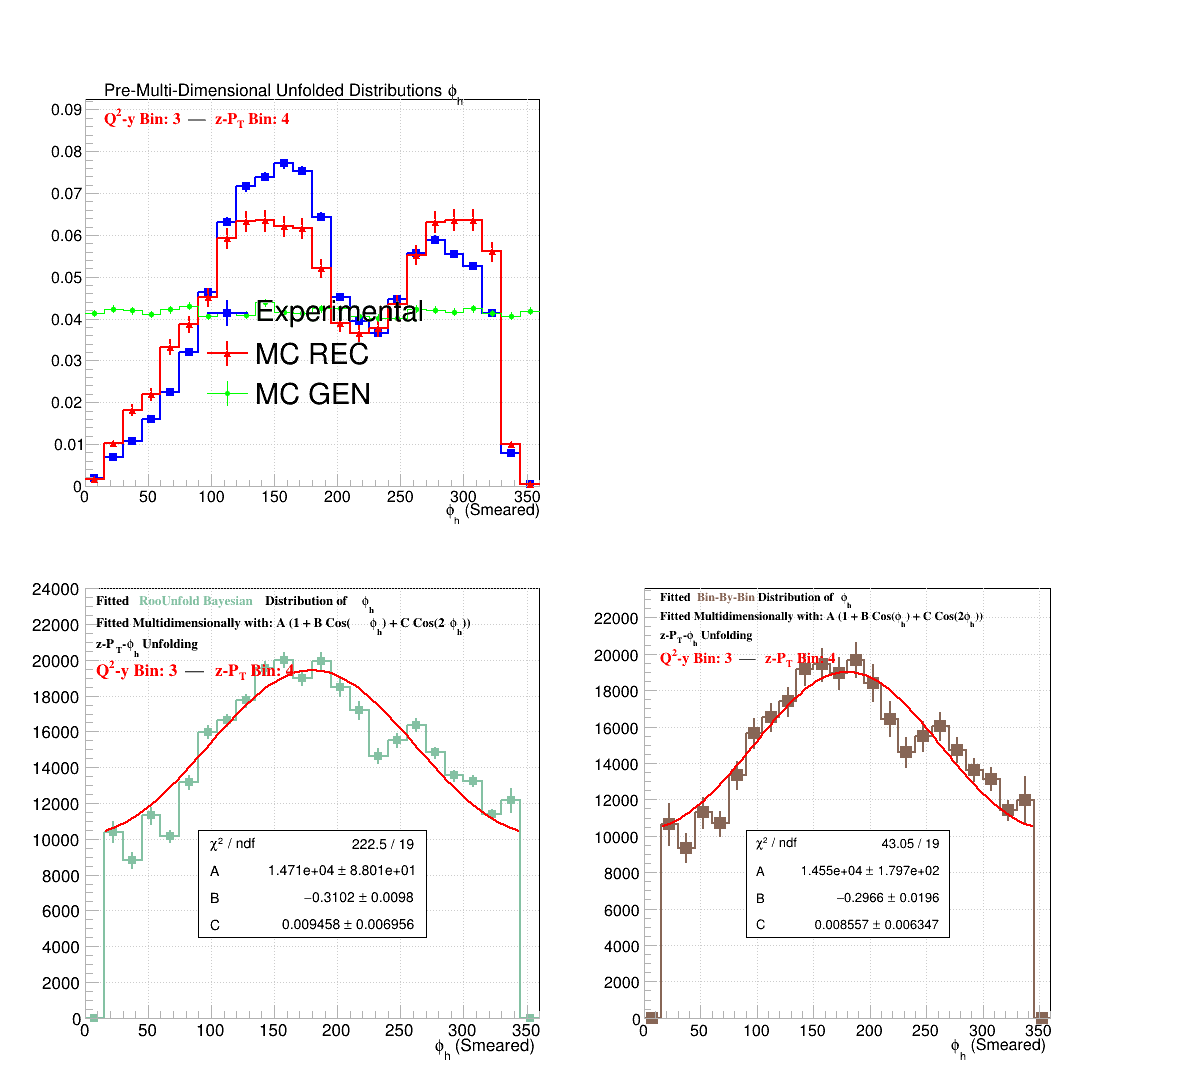 Pre-Multi-Dimensional Unfolded Distributions ϕh
Q²-y Bin: 3 — z-PT Bin: 4
0.09
0.08
0.07
0.06
0.05
0.04
0.03
0.02
0.01
0
Experimental
MC REC
MC GEN
0 50 100 150 200 250 300 350
ϕh (Smeared)
Fitted RooUnfold Bayesian Distribution of ϕh
Fitted Multidimensionally with: A (1 + B Cos( ϕh) + C Cos(2 ϕh))
z-PT-ϕh Unfolding
Q²-y Bin: 3 — z-PT Bin: 4
24000
22000
20000
18000
16000
14000
12000
10000
8000
6000
4000
2000
0
χ² / ndf 222.5 / 19
A 1.471e+04 ± 8.801e+01
B −0.3102 ± 0.0098
C 0.009458 ± 0.006956
0 50 100 150 200 250 300 350
ϕh (Smeared)
Fitted Bin-By-Bin Distribution of ϕh
Fitted Multidimensionally with: A (1 + B Cos(ϕh) + C Cos(2ϕh))
z-PT-ϕh Unfolding
Q²-y Bin: 3 — z-PT Bin: 4
22000
20000
18000
16000
14000
12000
10000
8000
6000
4000
2000
0
χ² / ndf 43.05 / 19
A 1.455e+04 ± 1.797e+02
B −0.2966 ± 0.0196
C 0.008557 ± 0.006347
0 50 100 150 200 250 300 350
ϕh (Smeared)